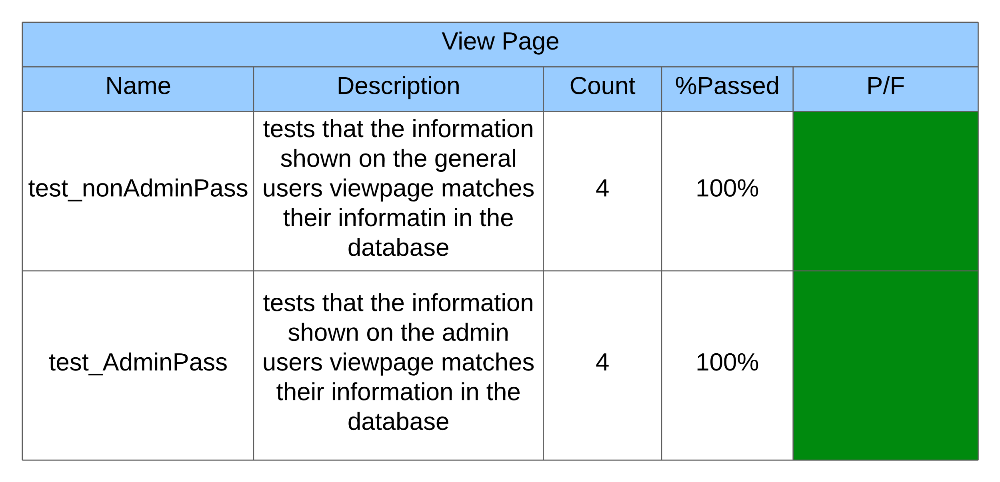 View Page
Name Description Count %Passed P/F
tests that the information
shown on the general
test_nonAdminPass users viewpage matches 4 100%
their informatin in the
database
tests that the information
shown on the admin
test_AdminPass users viewpage matches 4 100%
their information in the
database